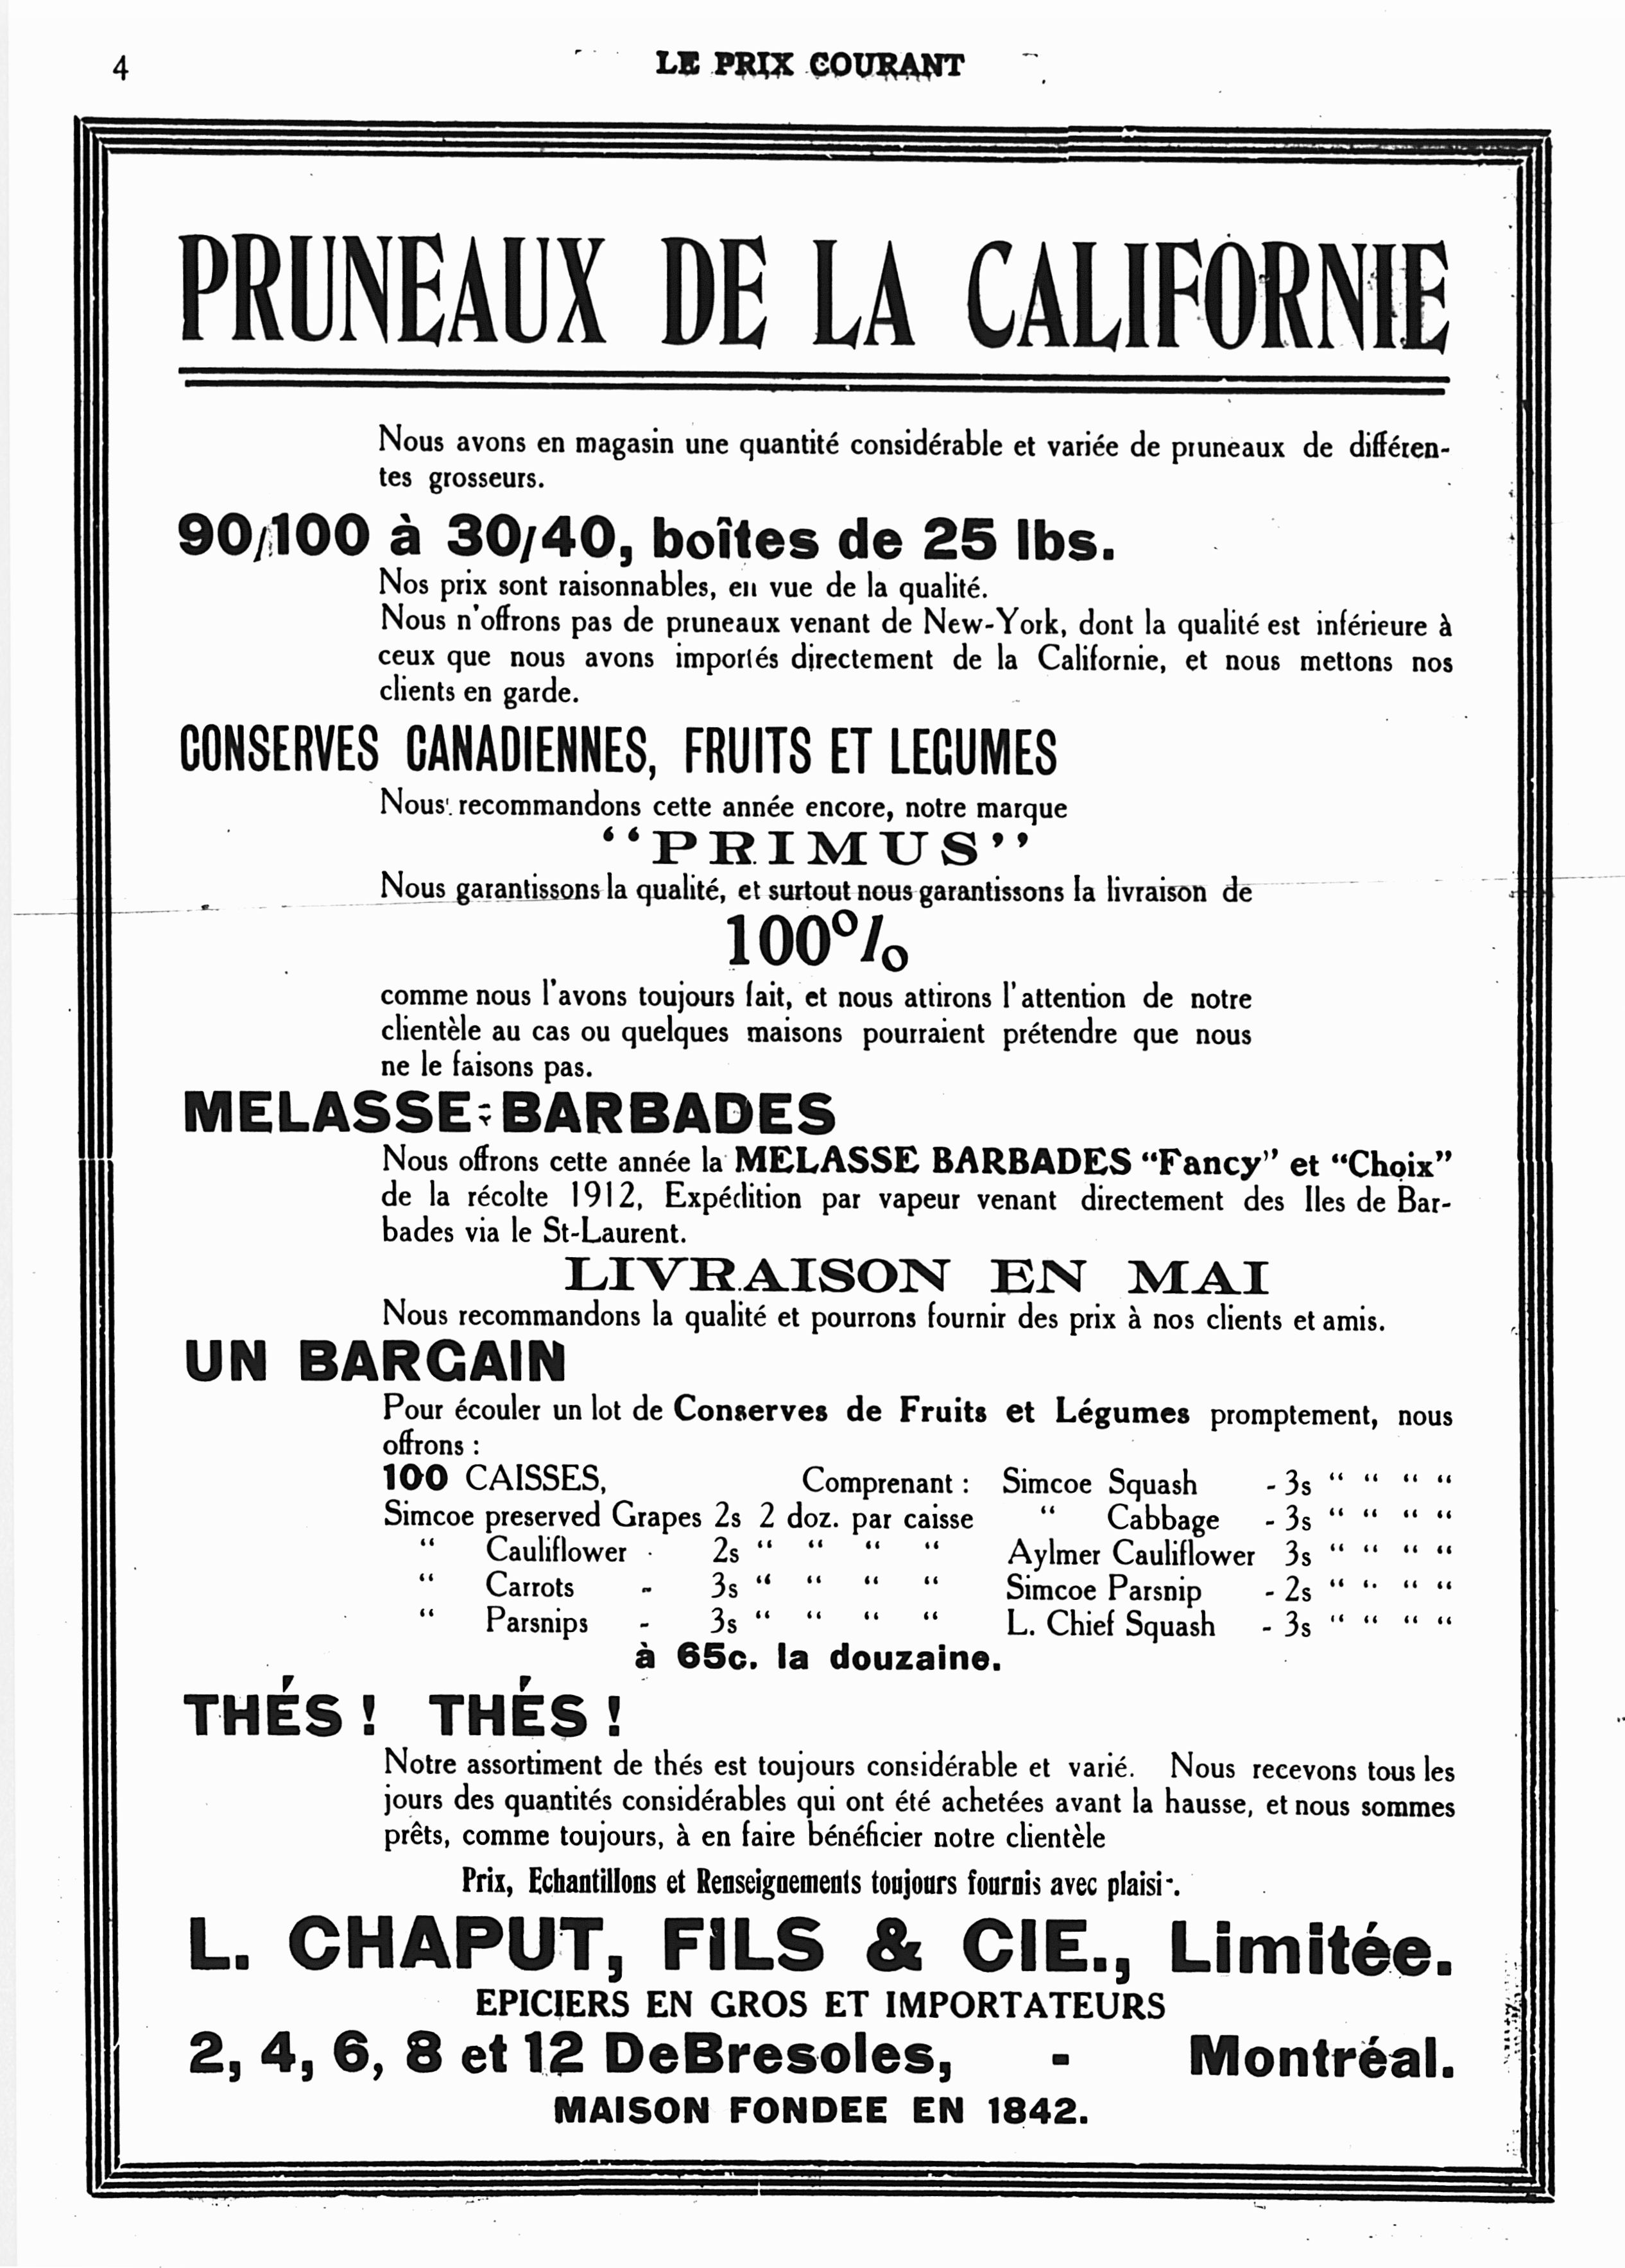 4
LE PRIX COURANT
PRUNEAUX DE LA CALIFORNIE
Nous avons en magasin une quantité considérable et variée de pruneaux de différen-
tes grosseurs.
90/100 à 30/40, boîtes de 25 lbs.
Nos prix sont raisonnables, en vue de la qualité.
Nous n'offrons pas de pruneaux venant de New-York, dont la qualité est inférieure à
ceux que nous avons importés directement de la Californie, et nous mettons nos
clients en garde.
CONSERVES CANADIENNES, FRUITS ET LEGUMES
Nous recommandons cette année encore, notre marque
"PRIMUS"
Nous garantissons la qualité, et surtout nous garantissons la livraison de
100%
comme nous l'avons toujours fait, et nous attirons l'attention de notre
clientèle au cas ou quelques maisons pourraient prétendre que nous
ne le faisons pas.
MELASSE-BARBADES
Nous offrons cette année la MELASSE BARBADES "Fancy" et "Choix"
de la récolte 1912, Expédition par vapeur venant directement des Iles de Bar-
bades via le St-Laurent.
LIVRAISON EN MAI
Nous recommandons la qualité et pourrons fournir des prix à nos clients et amis.
UN BARGAIN
Pour écouler un lot de Conserves de Fruits et Légumes promptement, nous
offrons :
100 CAISSES, Comprenant : Simcoe Squash - 3s " " " "
Simcoe preserved Grapes 2s 2 doz. par caisse " Cabbage - 3s " " " "
" Cauliflower - 2s " " " " Aylmer Cauliflower 3s " " " "
" Carrots - 3s " " " " Simcoe Parsnip - 2s " " " "
" Parsnips - 3s " " " " L. Chief Squash - 3s " " " "
à 65c. la douzaine.
THÉS ! THÉS !
Notre assortiment de thés est toujours considérable et varié. Nous recevons tous les
jours des quantités considérables qui ont été achetées avant la hausse, et nous sommes
prêts, comme toujours, à en faire bénéficier notre clientèle
Prix, Echantillons et Renseignements toujours fournis avec plaisir.
L. CHAPUT, FILS & CIE., Limitée.
EPICIERS EN GROS ET IMPORTATEURS
2, 4, 6, 8 et 12 DeBresoles, - Montréal.
MAISON FONDEE EN 1842.